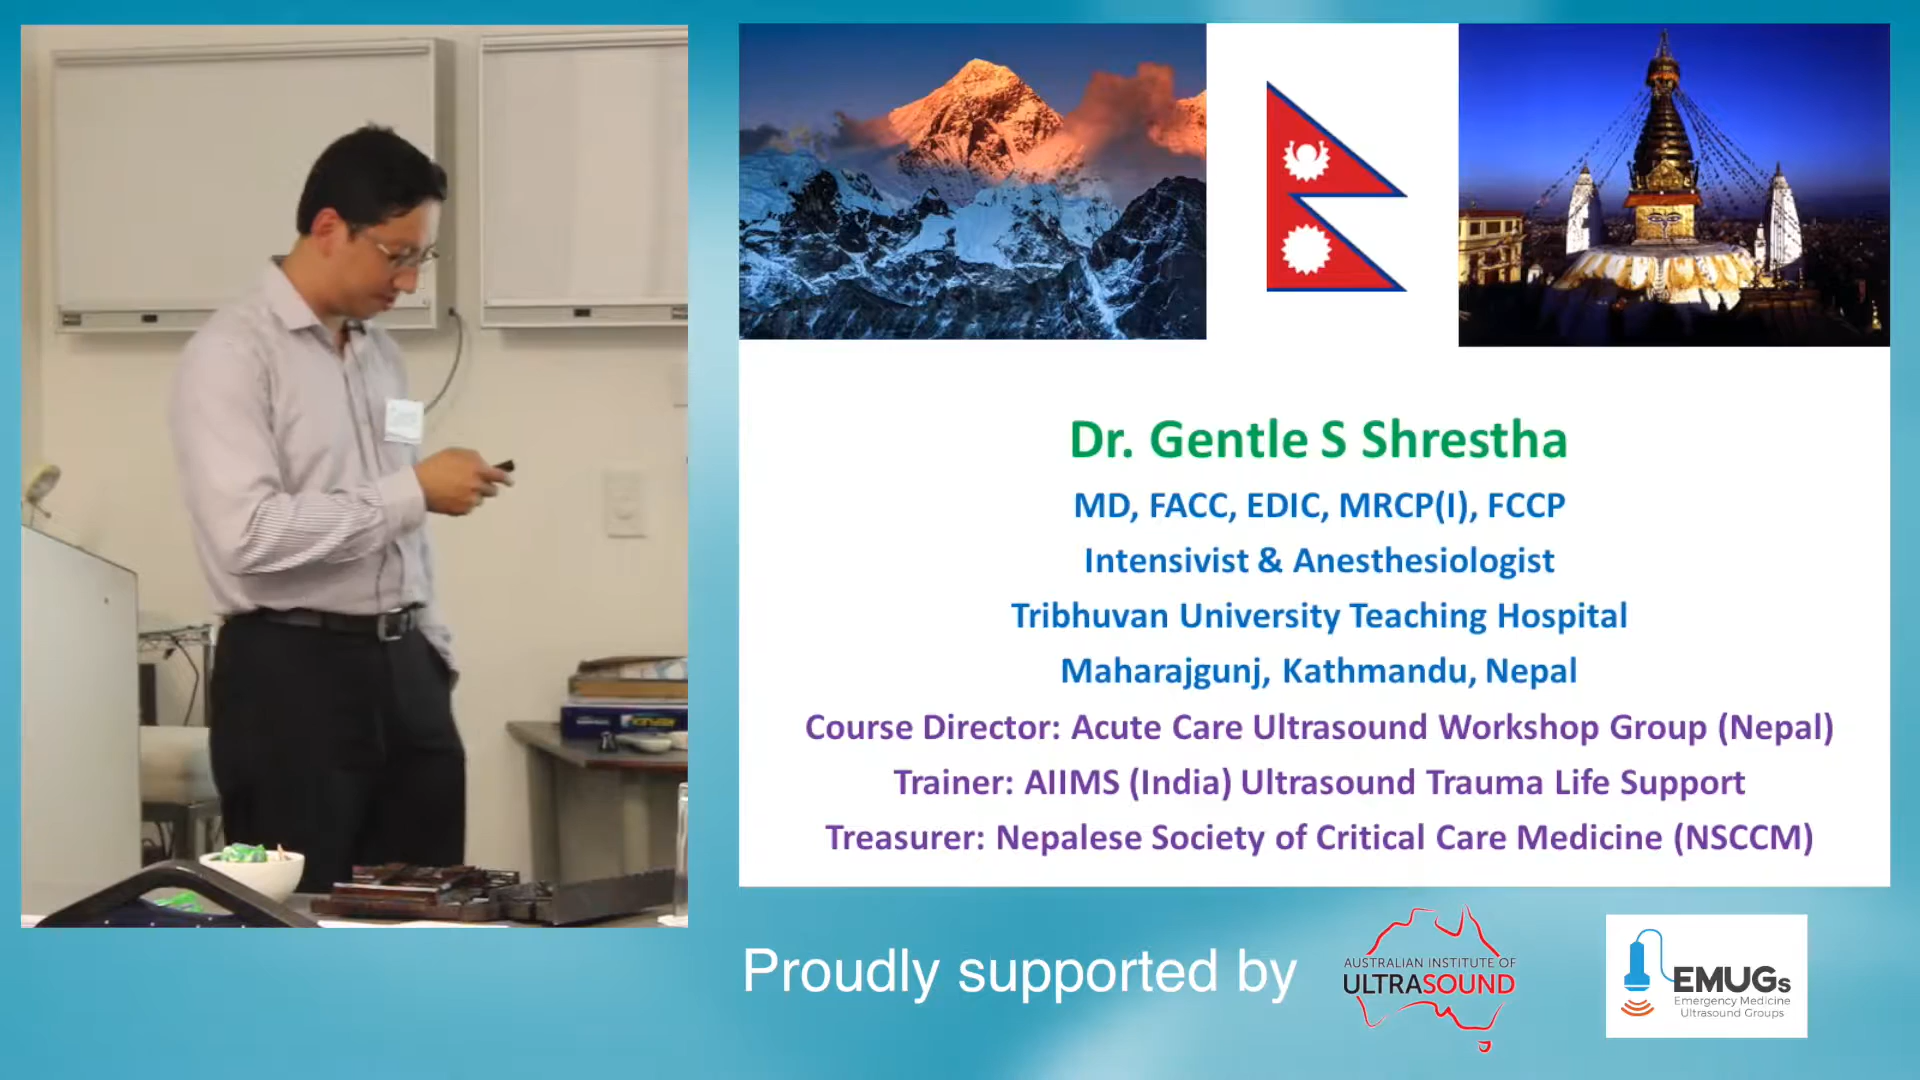 Dr. Gentle S Shrestha
MD, FACC, EDIC, MRCP(I), FCCP
Intensivist & Anesthesiologist
Tribhuvan University Teaching Hospital
Maharajgunj, Kathmandu, Nepal
Course Director: Acute Care Ultrasound Workshop Group (Nepal)
Trainer: AIIMS (India) Ultrasound Trauma Life Support
Treasurer: Nepalese Society of Critical Care Medicine (NSCCM)
Proudly supported by
AUSTRALIAN INSTITUTE OF
ULTRASOUND
EMUGs
Emergency Medicine
Ultrasound Groups